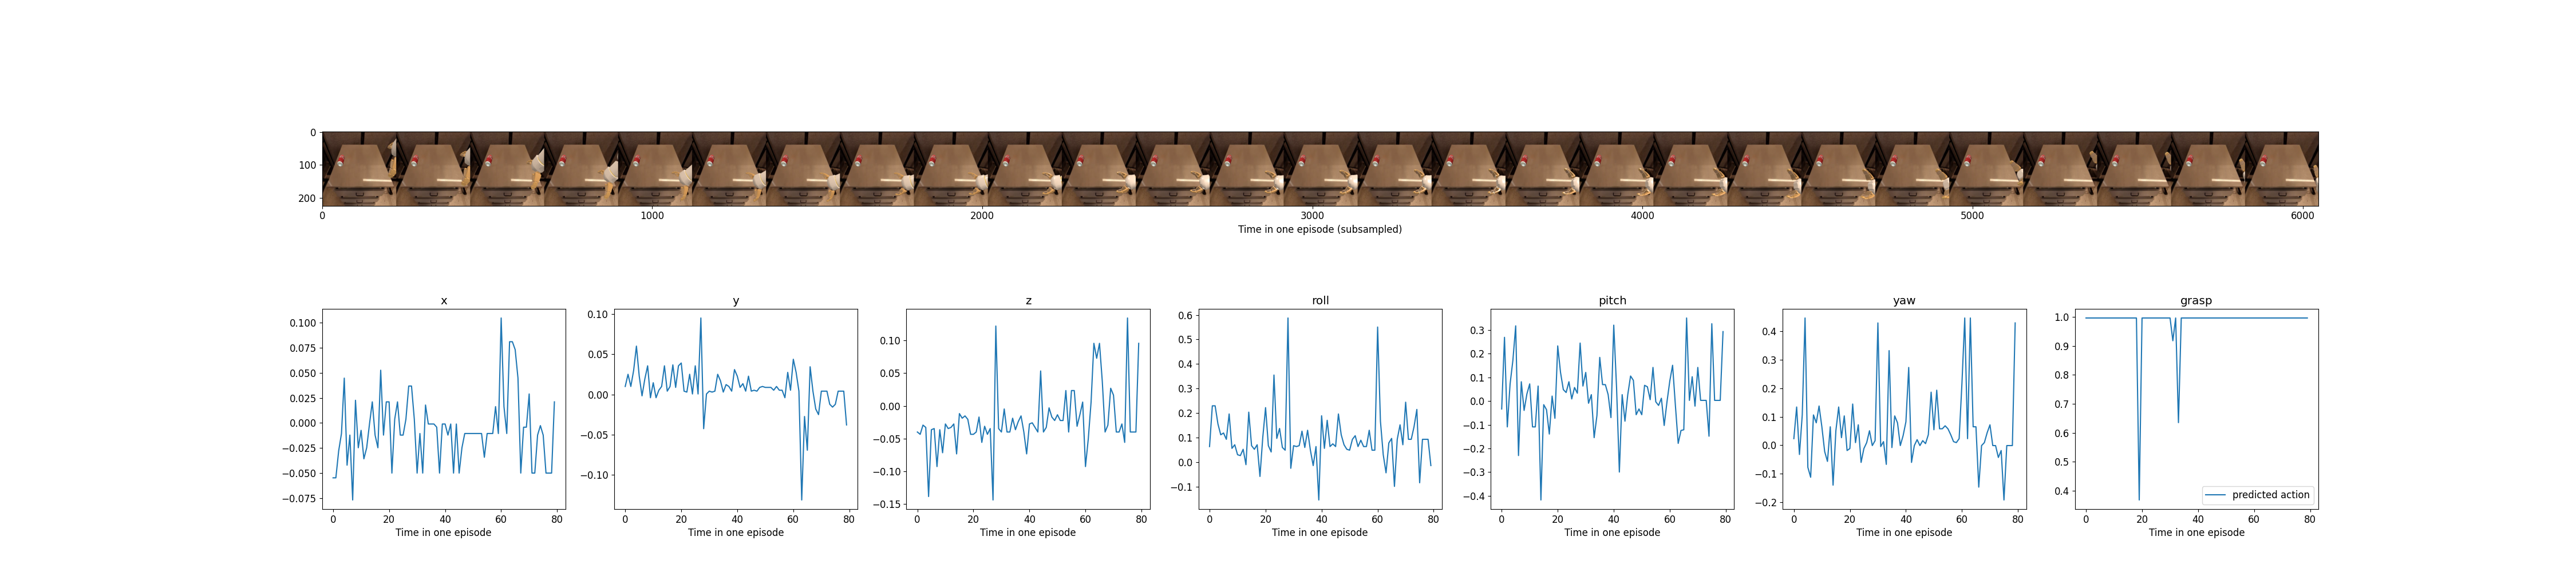 0
100
200
0 1000 2000 3000 4000 5000 6000
Time in one episode (subsampled)
x
0.100
0.075
0.050
0.025
0.000
−0.025
−0.050
−0.075
0 20 40 60 80
Time in one episode
y
0.10
0.05
0.00
−0.05
−0.10
0 20 40 60 80
Time in one episode
z
0.10
0.05
0.00
−0.05
−0.10
−0.15
0 20 40 60 80
Time in one episode
roll
0.6
0.5
0.4
0.3
0.2
0.1
0.0
−0.1
0 20 40 60 80
Time in one episode
pitch
0.3
0.2
0.1
0.0
−0.1
−0.2
−0.3
−0.4
0 20 40 60 80
Time in one episode
yaw
0.4
0.3
0.2
0.1
0.0
−0.1
−0.2
0 20 40 60 80
Time in one episode
grasp
1.0
0.9
0.8
0.7
0.6
0.5
0.4
predicted action
0 20 40 60 80
Time in one episode